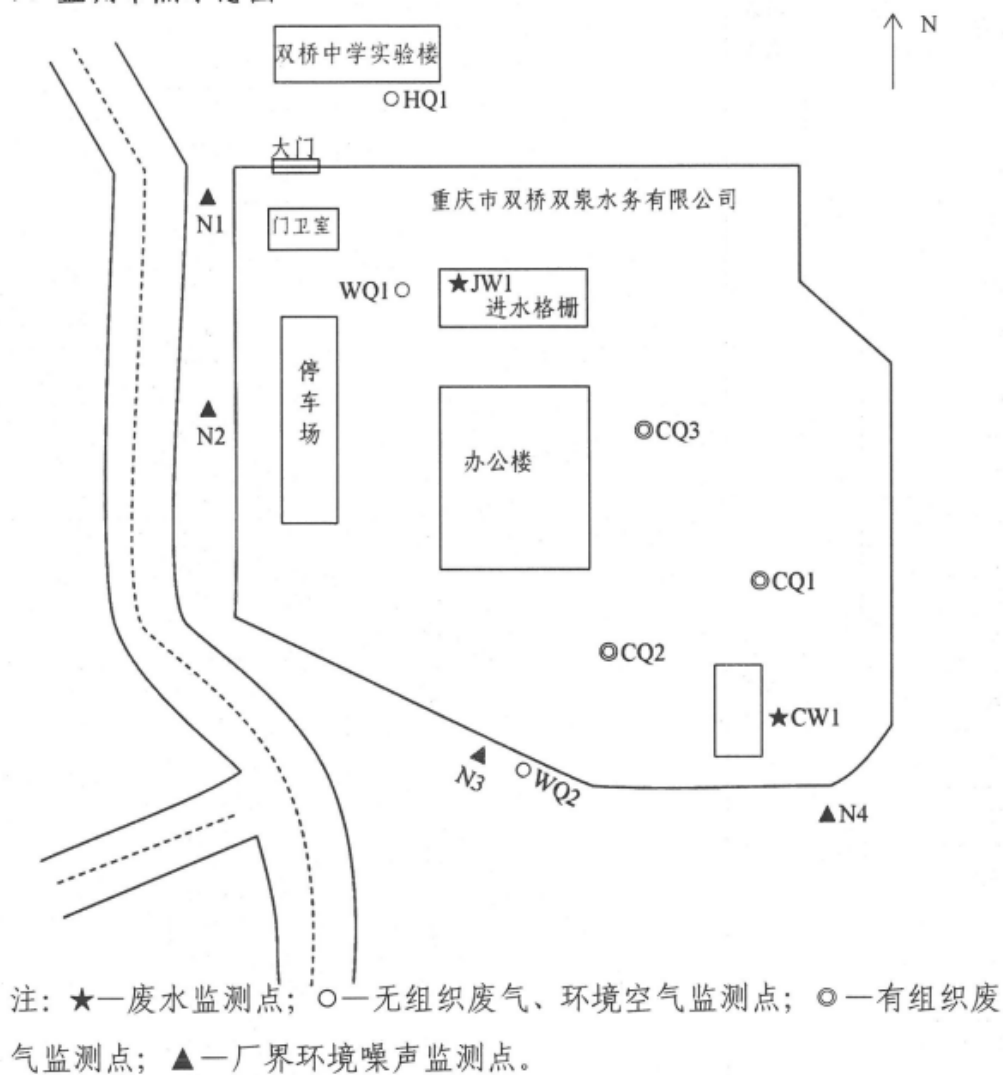 N
双桥中学实验楼
○HQ1
大门
重庆市双桥双泉水务有限公司
▲
N1
门卫室
WQ1○
★JW1
进水格栅
停车场
▲
N2
办公楼
◎CQ3
◎CQ1
◎CQ2
★CW1
▲
N3
○WQ2
▲N4
注：★—废水监测点；○—无组织废气、环境空气监测点；◎—有组织废
气监测点；▲—厂界环境噪声监测点。